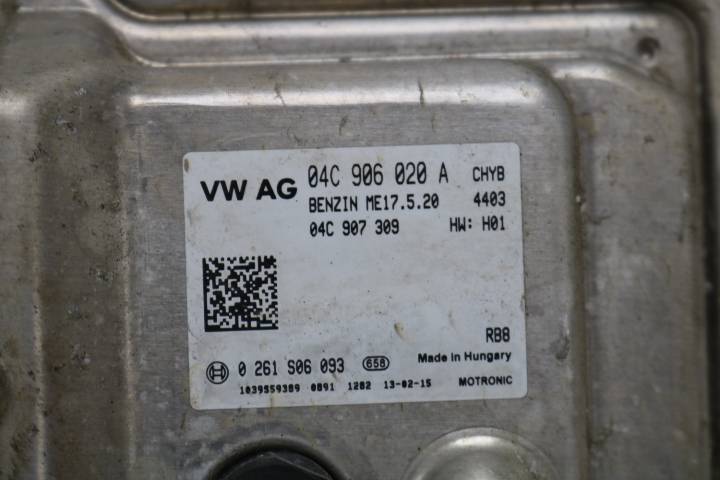 VW AG 04C 906 020 A CHYB
BENZIN ME17.5.20 4403
04C 907 309 HW: H01
RB8
0 261 S06 093 658 Made in Hungary
1039S59389 0891 1282 13-02-15 MOTRONIC